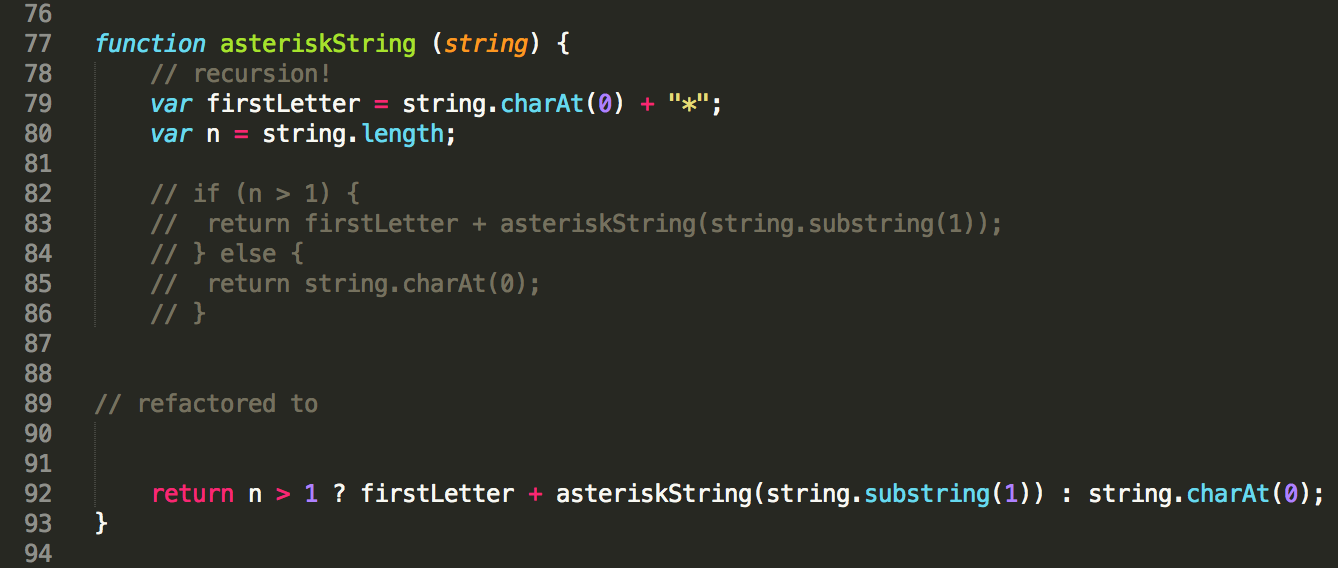 76
77 function asteriskString (string) {
78 // recursion!
79 var firstLetter = string.charAt(0) + "*";
80 var n = string.length;
81
82 // if (n > 1) {
83 //  return firstLetter + asteriskString(string.substring(1));
84 // } else {
85 //  return string.charAt(0);
86 // }
87
88
89 // refactored to
90
91
92 return n > 1 ? firstLetter + asteriskString(string.substring(1)) : string.charAt(0);
93 }
94